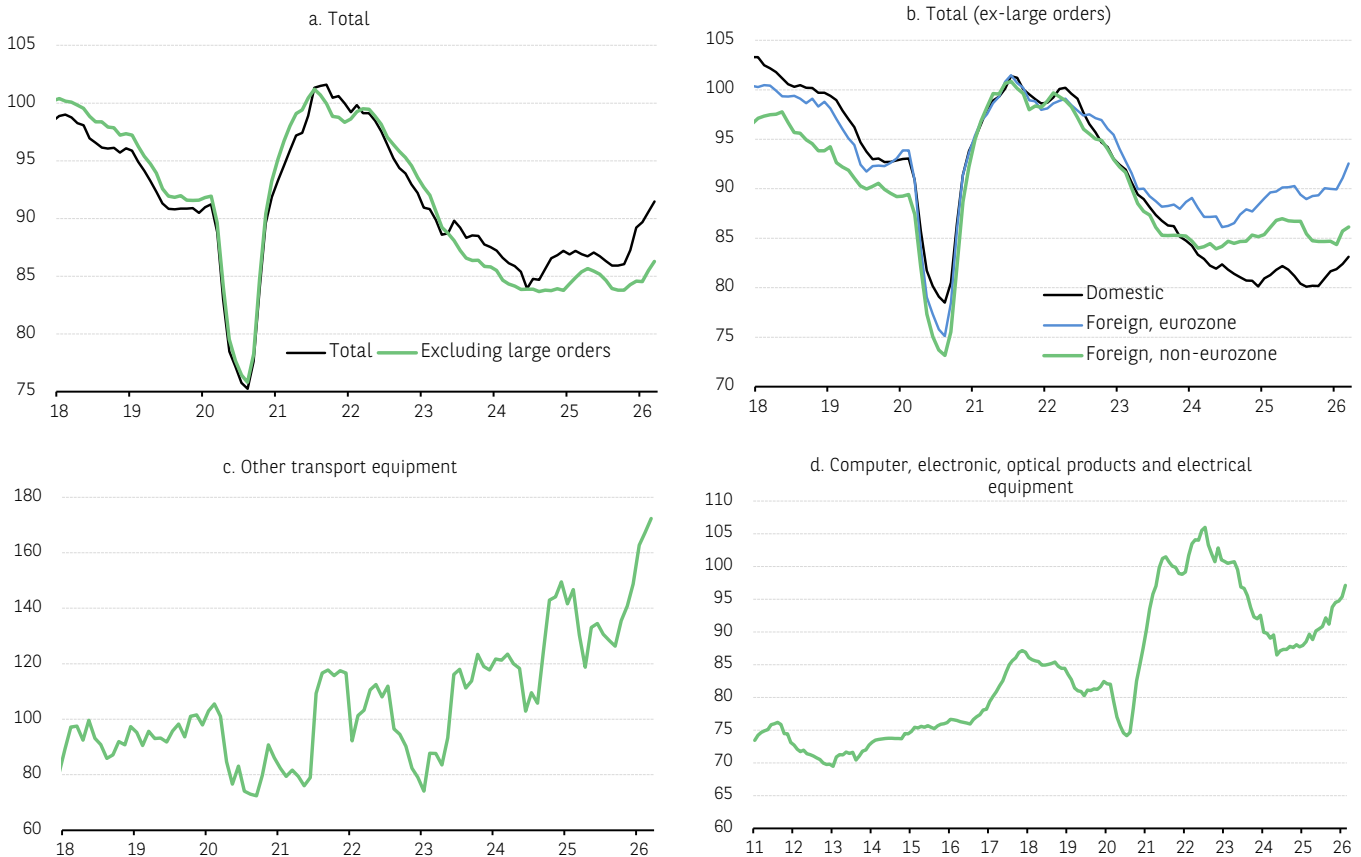 a. Total
105
100
95
90
85
80
75
Total
Excluding large orders
18 19 20 21 22 23 24 25 26
b. Total (ex-large orders)
105
100
95
90
85
80
75
70
Domestic
Foreign, eurozone
Foreign, non-eurozone
18 19 20 21 22 23 24 25 26
c. Other transport equipment
180
160
140
120
100
80
60
18 19 20 21 22 23 24 25 26
d. Computer, electronic, optical products and electrical
equipment
110
105
100
95
90
85
80
75
70
65
60
11 12 13 14 15 16 17 18 19 20 21 22 23 24 25 26